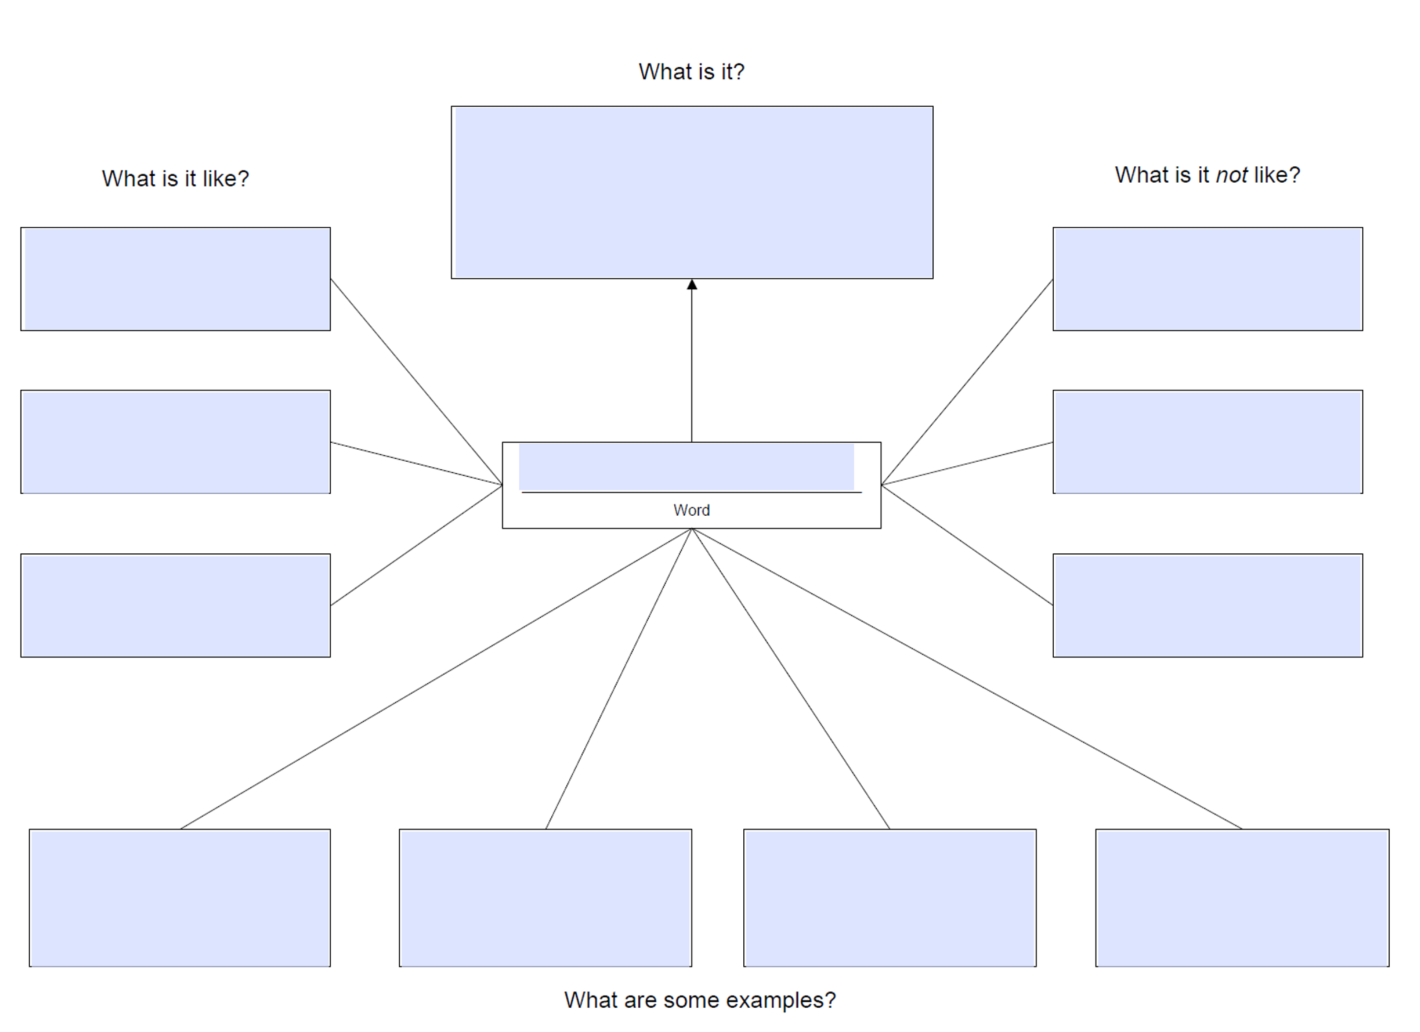 What is it?
What is it like?
What is it not like?
Word
What are some examples?